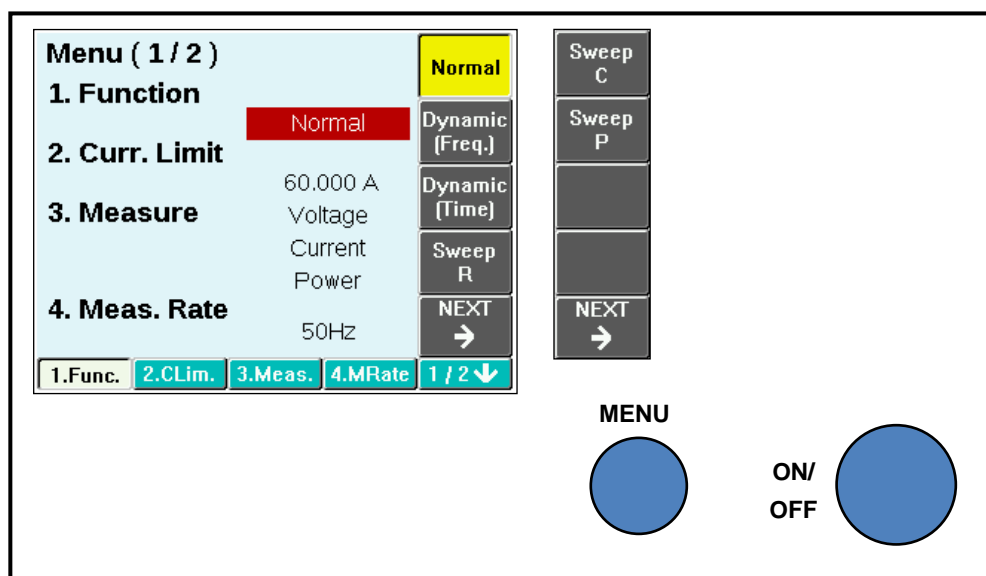 Menu ( 1 / 2 )
1. Function
Normal
2. Curr. Limit
60.000 A
3. Measure
Voltage
Current
Power
4. Meas. Rate
50Hz
Normal
Dynamic
(Freq.)
Dynamic
(Time)
Sweep
R
NEXT
→
1.Func. 2.CLim. 3.Meas. 4.MRate 1 / 2 ↓
Sweep
C
Sweep
P
NEXT
→
MENU
ON/
OFF